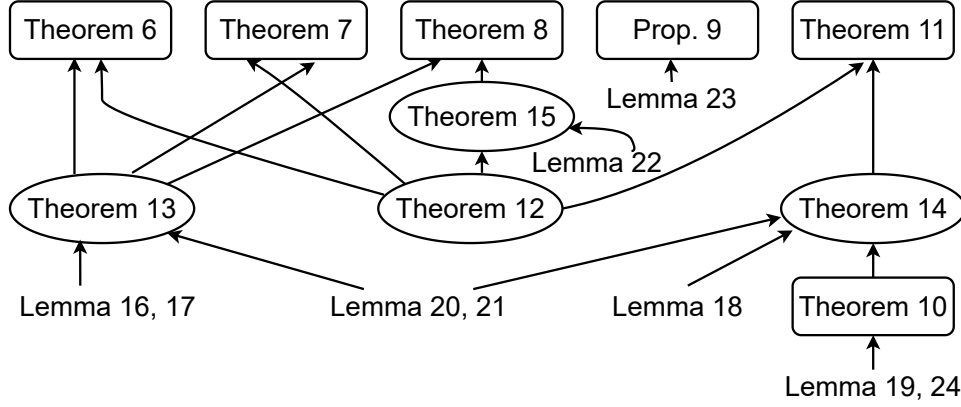 Theorem 6
Theorem 7
Theorem 8
Prop. 9
Theorem 11
Lemma 23
Theorem 15
Lemma 22
Theorem 13
Theorem 12
Theorem 14
Lemma 16, 17
Lemma 20, 21
Lemma 18
Theorem 10
Lemma 19, 24